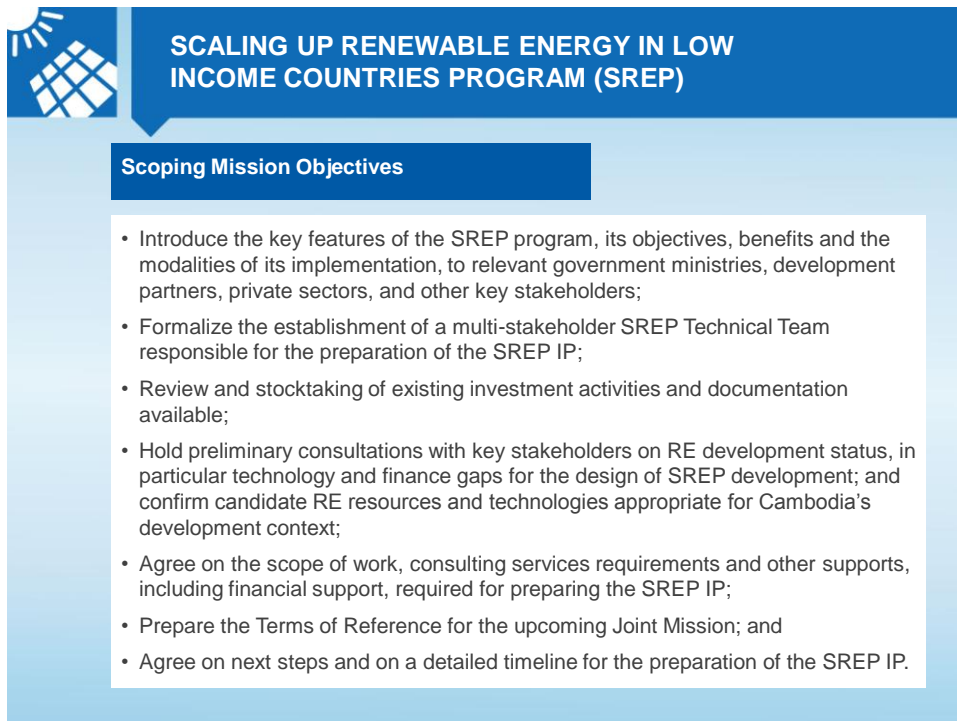 SCALING UP RENEWABLE ENERGY IN LOW
INCOME COUNTRIES PROGRAM (SREP)
Scoping Mission Objectives
• Introduce the key features of the SREP program, its objectives, benefits and the
modalities of its implementation, to relevant government ministries, development
partners, private sectors, and other key stakeholders;
• Formalize the establishment of a multi-stakeholder SREP Technical Team
responsible for the preparation of the SREP IP;
• Review and stocktaking of existing investment activities and documentation
available;
• Hold preliminary consultations with key stakeholders on RE development status, in
particular technology and finance gaps for the design of SREP development; and
confirm candidate RE resources and technologies appropriate for Cambodia's
development context;
• Agree on the scope of work, consulting services requirements and other supports,
including financial support, required for preparing the SREP IP;
• Prepare the Terms of Reference for the upcoming Joint Mission; and
• Agree on next steps and on a detailed timeline for the preparation of the SREP IP.